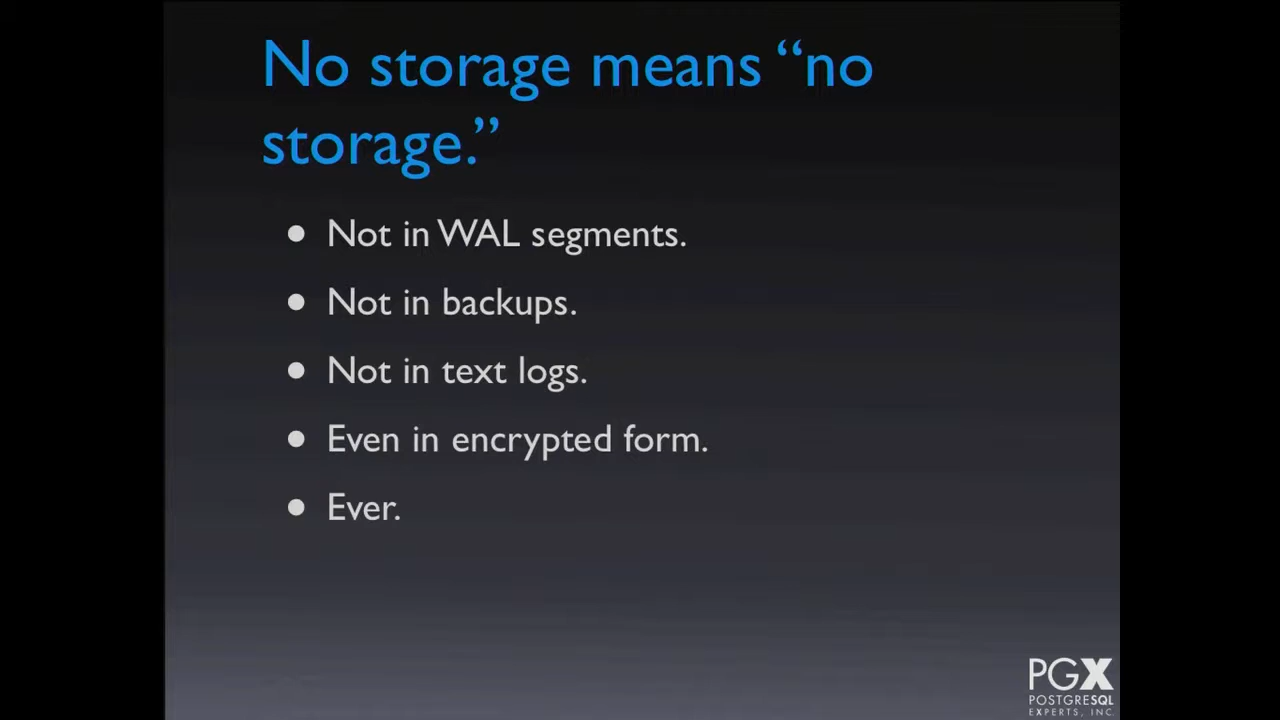 No storage means “no
storage.”
● Not in WAL segments.
● Not in backups.
● Not in text logs.
● Even in encrypted form.
● Ever.
PGX
POSTGRESQL
EXPERTS, INC.